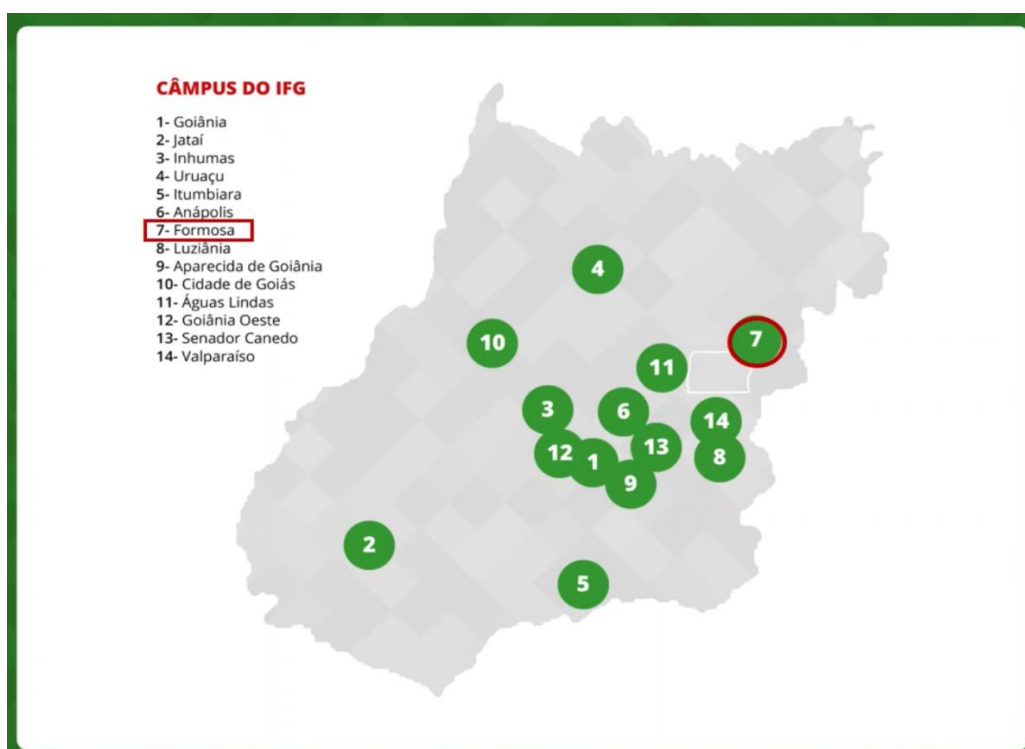 CÂMPUS DO IFG
1- Goiânia
2- Jataí
3- Inhumas
4- Uruaçu
5- Itumbiara
6- Anápolis
7- Formosa
8- Luziânia
9- Aparecida de Goiânia
10- Cidade de Goiás
11- Águas Lindas
12- Goiânia Oeste
13- Senador Canedo
14- Valparaíso
4
10
7
11
3
6
14
12
1
13
8
9
2
5